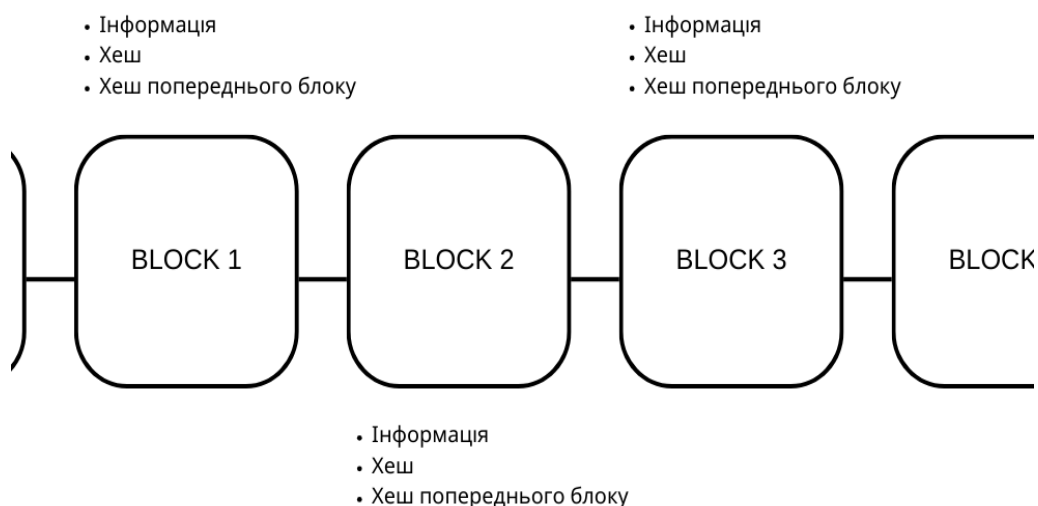 • Інформація
• Хеш
• Хеш попереднього блоку
• Інформація
• Хеш
• Хеш попереднього блоку
BLOCK 1
BLOCK 2
BLOCK 3
BLOCK
• Інформація
• Хеш
• Хеш попереднього блоку